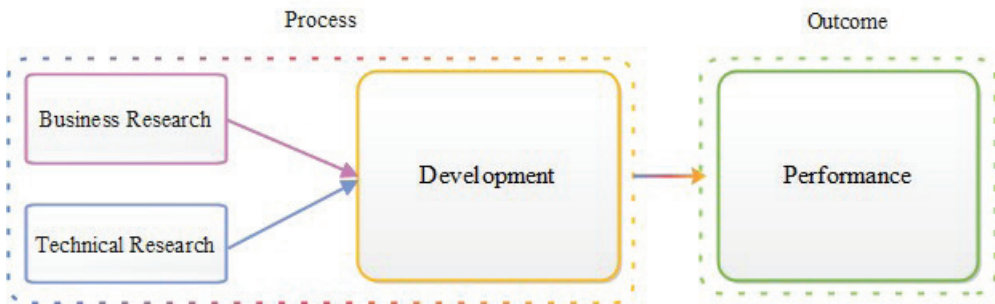 Process
Outcome
Business Research
Development
Performance
Technical Research